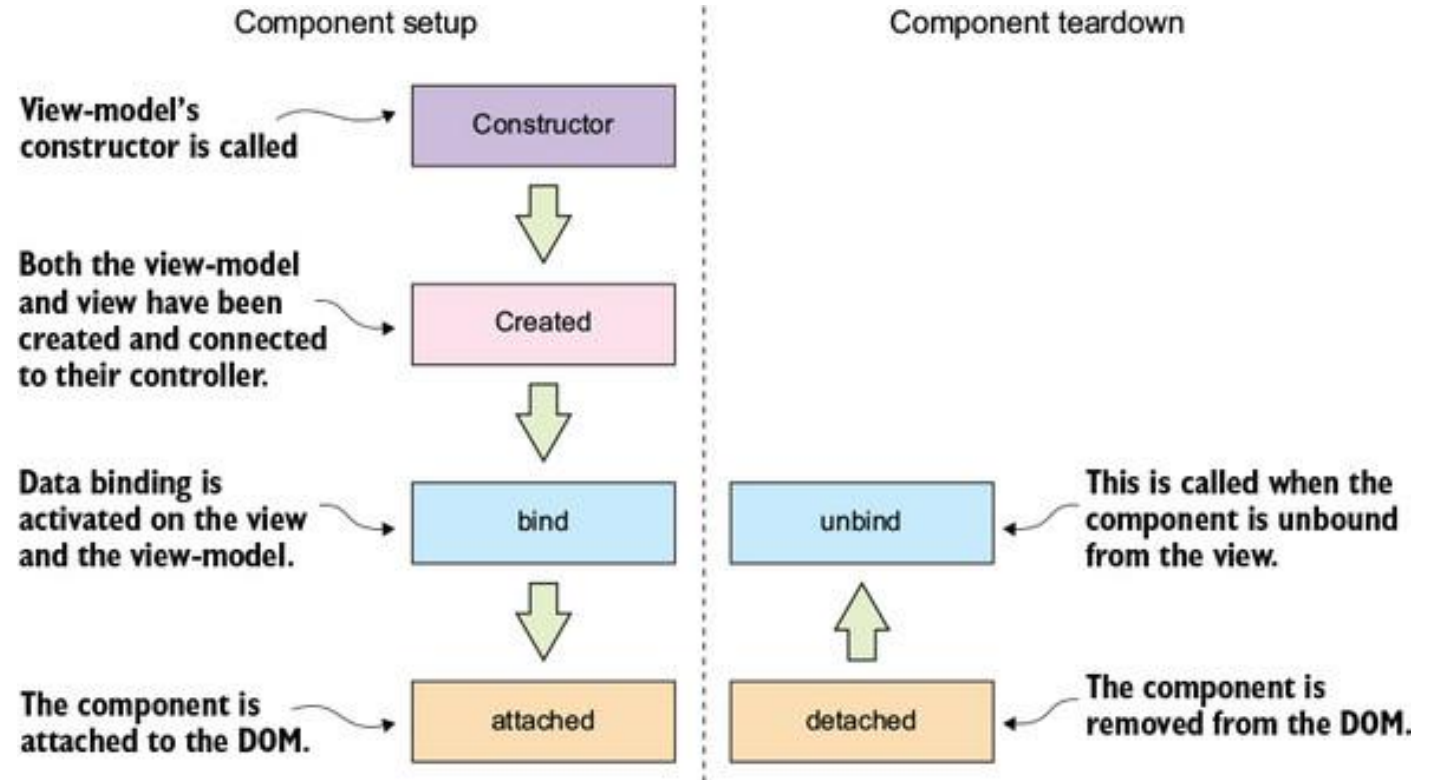 Component setup
Component teardown
View-model's
constructor is called
Constructor
Both the view-model
and view have been
created and connected
to their controller.
Created
Data binding is
activated on the view
and the view-model.
bind
unbind
This is called when the
component is unbound
from the view.
The component is
attached to the DOM.
attached
detached
The component is
removed from the DOM.